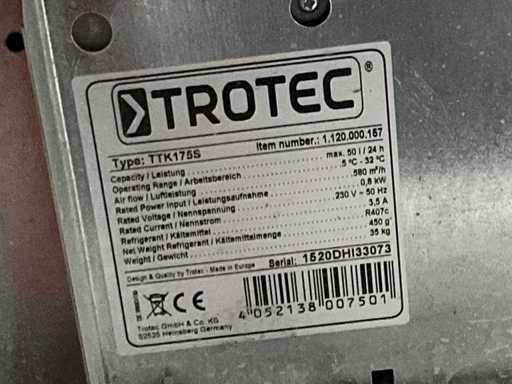 TROTEC ®
Type: TTK175S Item number.: 1.120.000.157
Capacity / Leistung max. 50 l / 24 h
Operating Range / Arbeitsbereich 5 °C - 32 °C
Air flow / Luftleistung 580 m³/h
Rated Power Input / Leistungsaufnahme 0,8 kW
Rated Voltage / Nennspannung 230 V ~ 50 Hz
Rated Current / Nennstrom 3,5 A
Refrigerant / Kältemittel R407c
Net Weight Refrigerant / Kältemittelmenge 450 g
Weight / Gewicht 35 kg
Design & Quality by Trotec - Made in Europe Serial: 1520DHI33073
CE
Trotec GmbH & Co. KG
52525 Heinsberg Germany
4 052138 007501